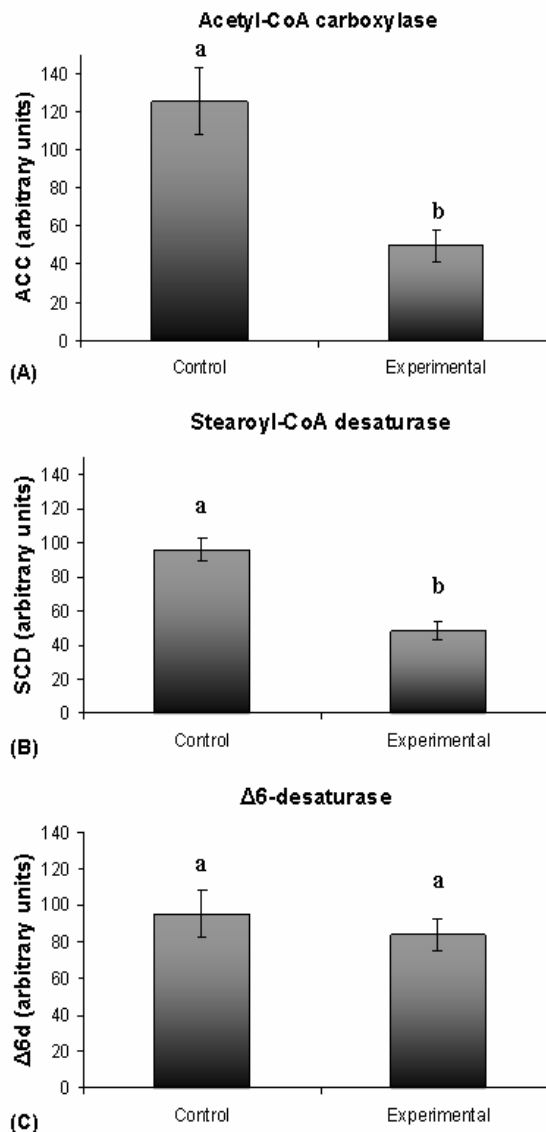 Acetyl-CoA carboxylase
a
b
ACC (arbitrary units)
140
120
100
80
60
40
20
0
Control
Experimental
(A)
Stearoyl-CoA desaturase
a
b
SCD (arbitrary units)
140
120
100
80
60
40
20
0
Control
Experimental
(B)
Δ6-desaturase
a
a
Δ6d (arbitrary units)
140
120
100
80
60
40
20
0
Control
Experimental
(C)